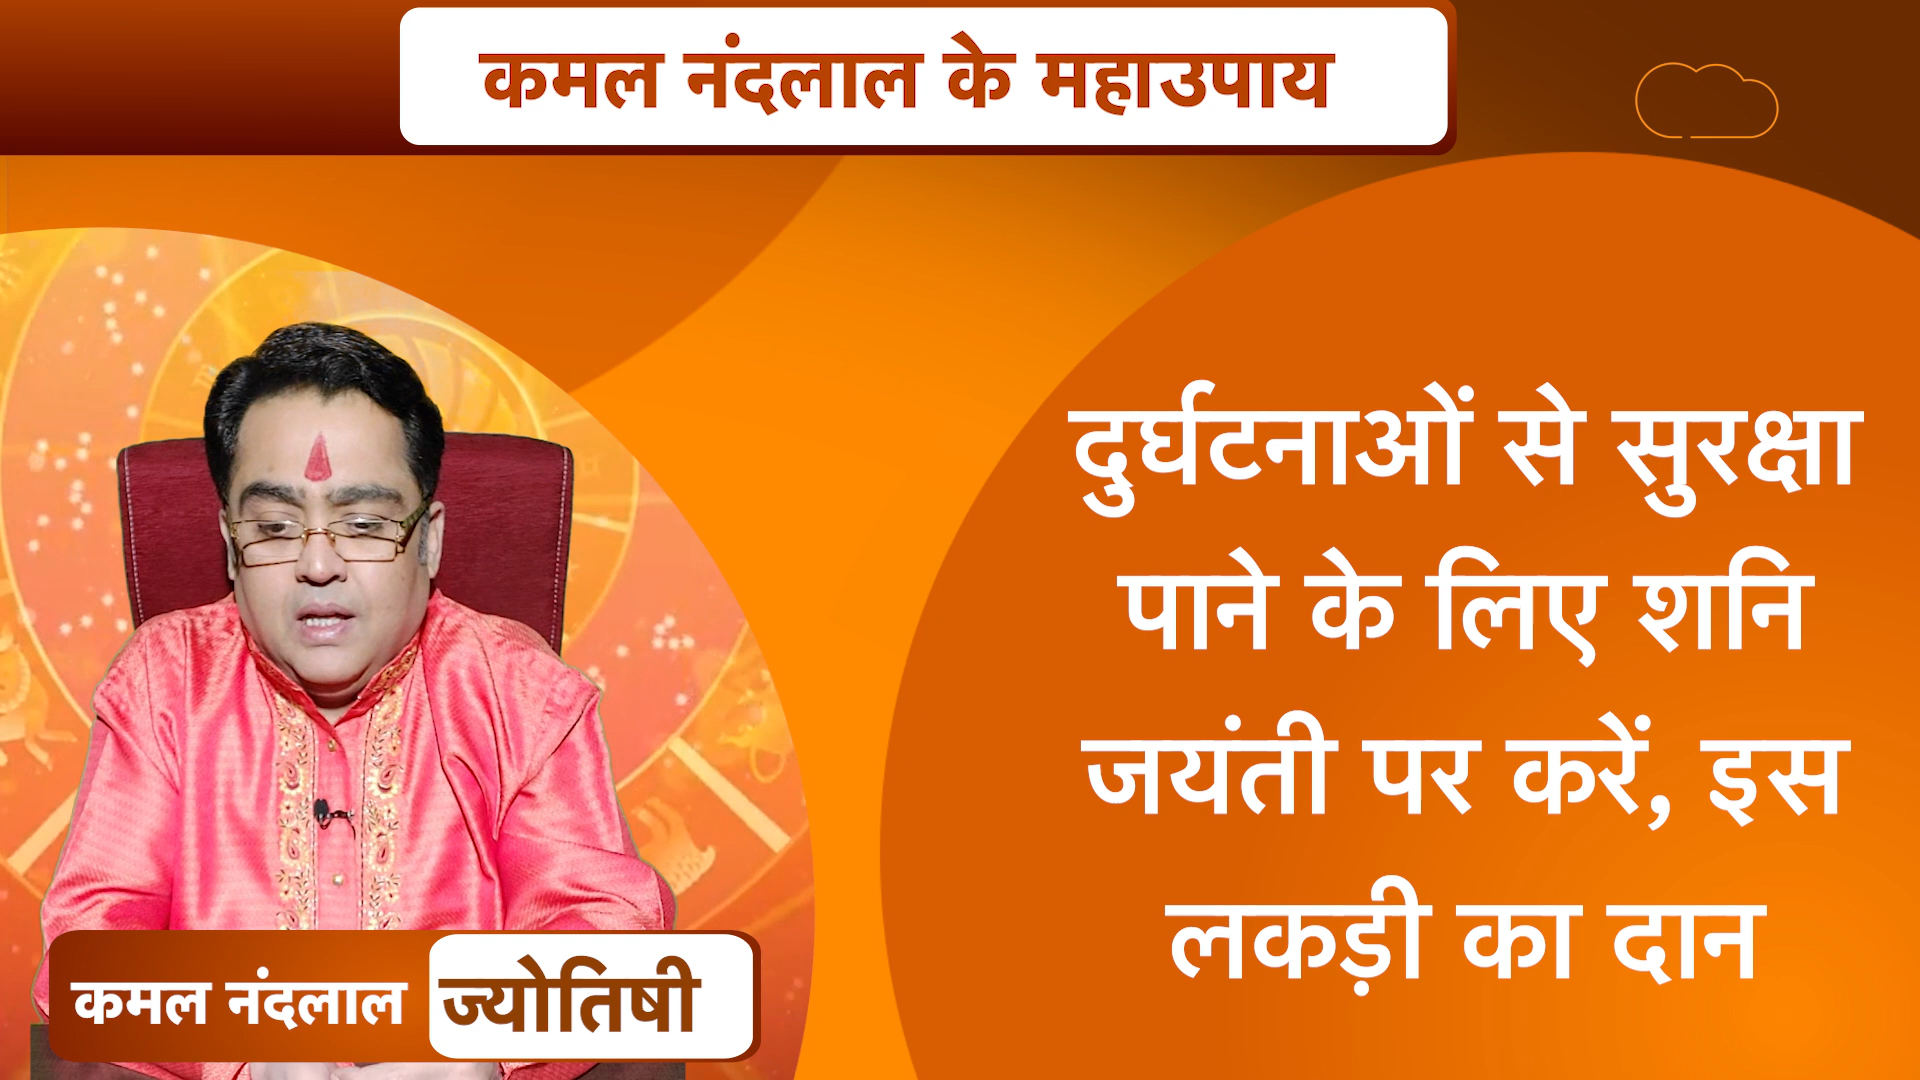 कमल नंदलाल के महाउपाय
दुर्घटनाओं से सुरक्षा
पाने के लिए शनि
जयंती पर करें, इस
लकड़ी का दान
कमल नंदलाल ज्योतिषी